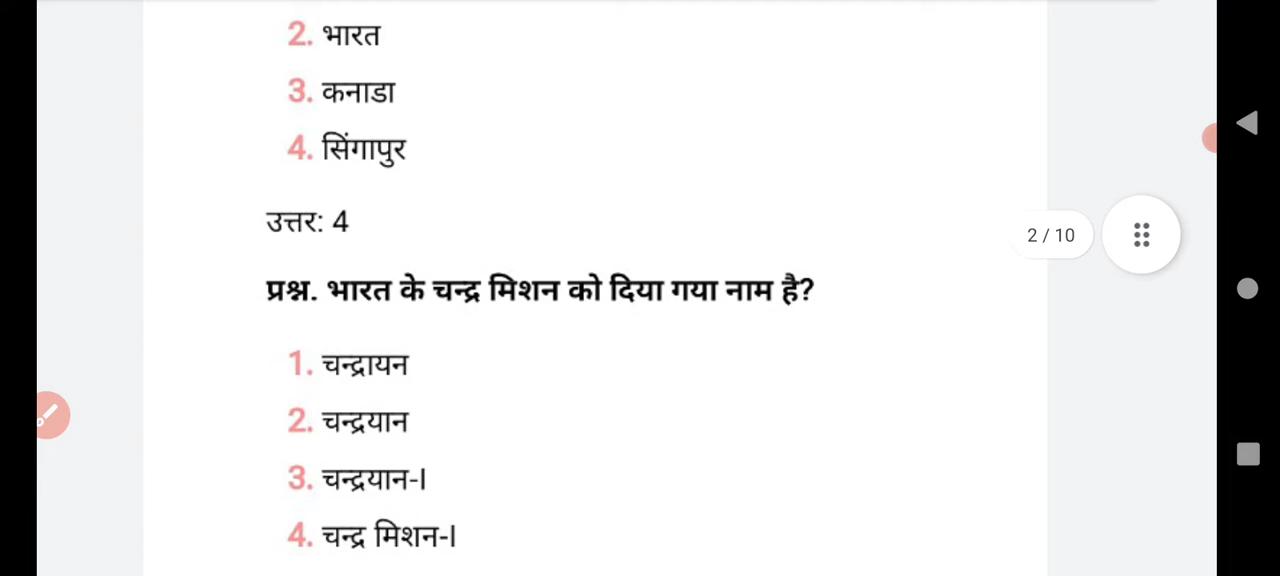 2. भारत
3. कनाडा
4. सिंगापुर
उत्तर: 4
2 / 10
प्रश्न. भारत के चन्द्र मिशन को दिया गया नाम है?
1. चन्द्रायन
2. चन्द्रयान
3. चन्द्रयान-I
4. चन्द्र मिशन-I